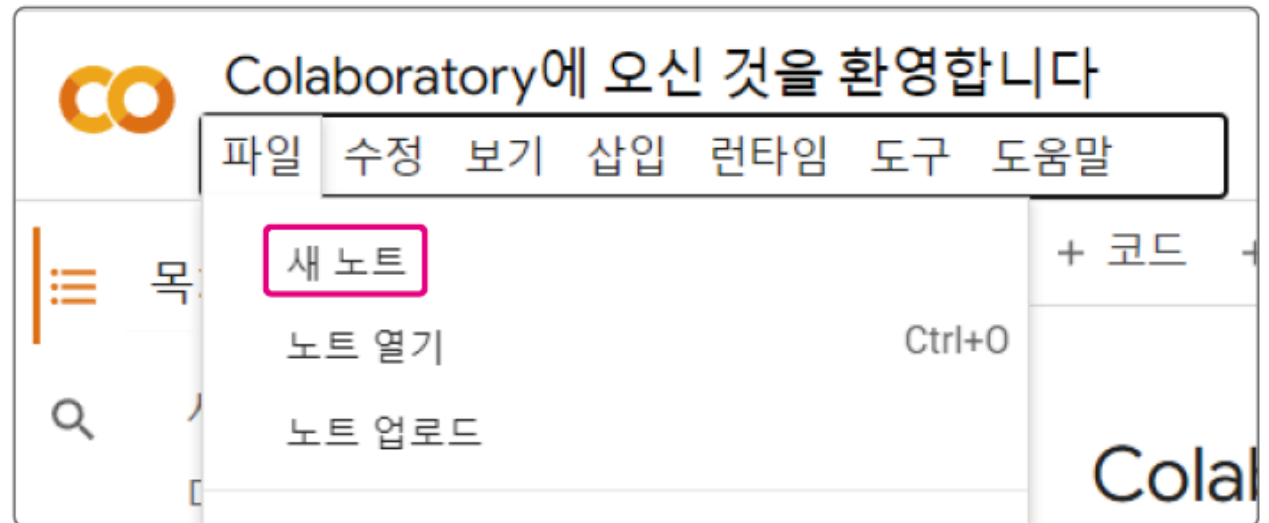 Colaboratory에 오신 것을 환영합니다
파일 수정 보기 삽입 런타임 도구 도움말
새 노트
+ 코드 +
목
노트 열기 Ctrl+O
노트 업로드
Colab